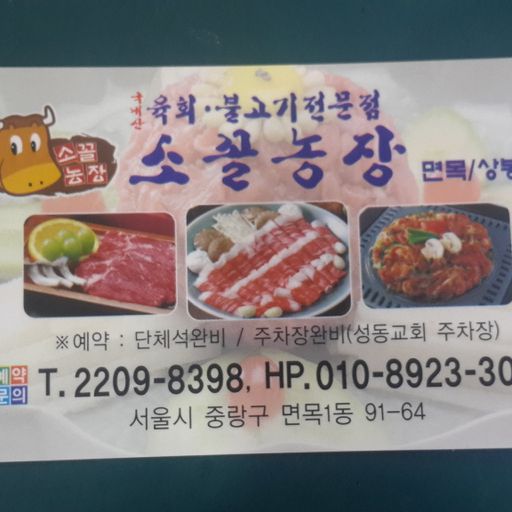 국내산 육회·불고기전문점
소끌농장
소끌농장 면목/상봉
※예약 : 단체석완비 / 주차장완비(성동교회 주차장)
예약문의 T. 2209-8398, HP. 010-8923-30
서울시 중랑구 면목1동 91-64